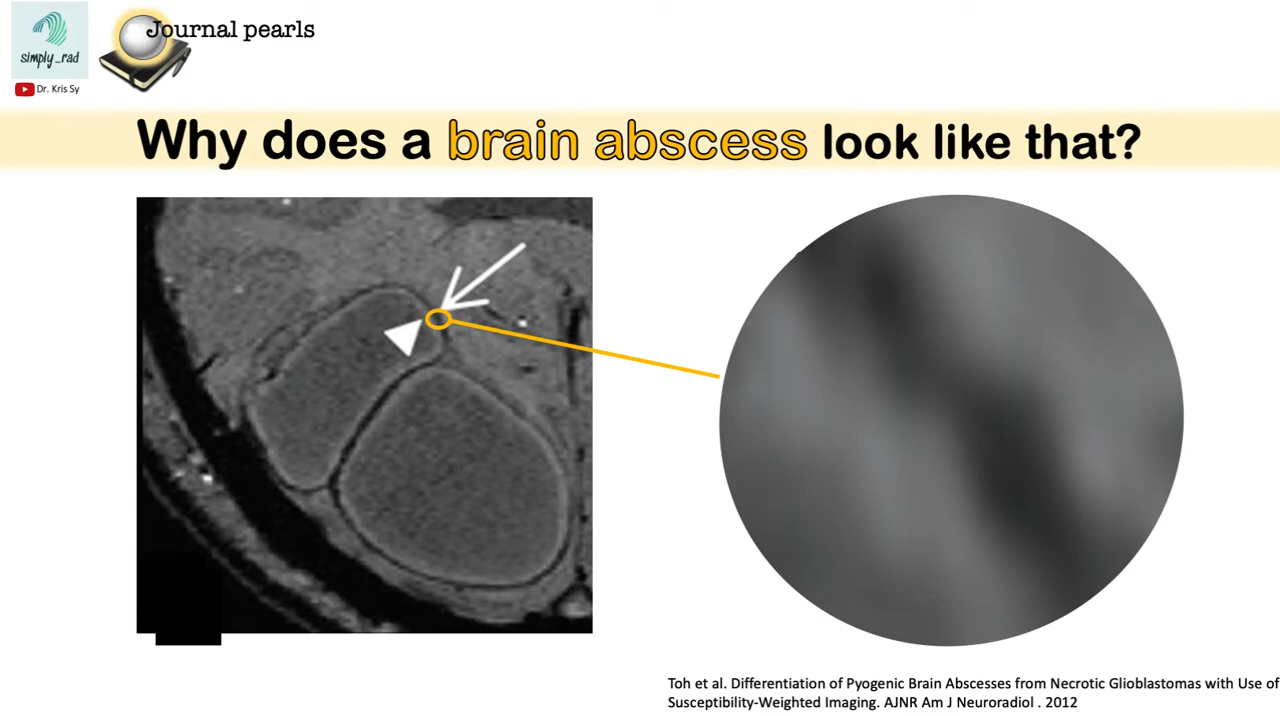 Journal pearls
simply_rad
Dr. Kris Sy
Why does a brain abscess look like that?
Toh et al. Differentiation of Pyogenic Brain Abscesses from Necrotic Glioblastomas with Use of
Susceptibility-Weighted Imaging. AJNR Am J Neuroradiol . 2012